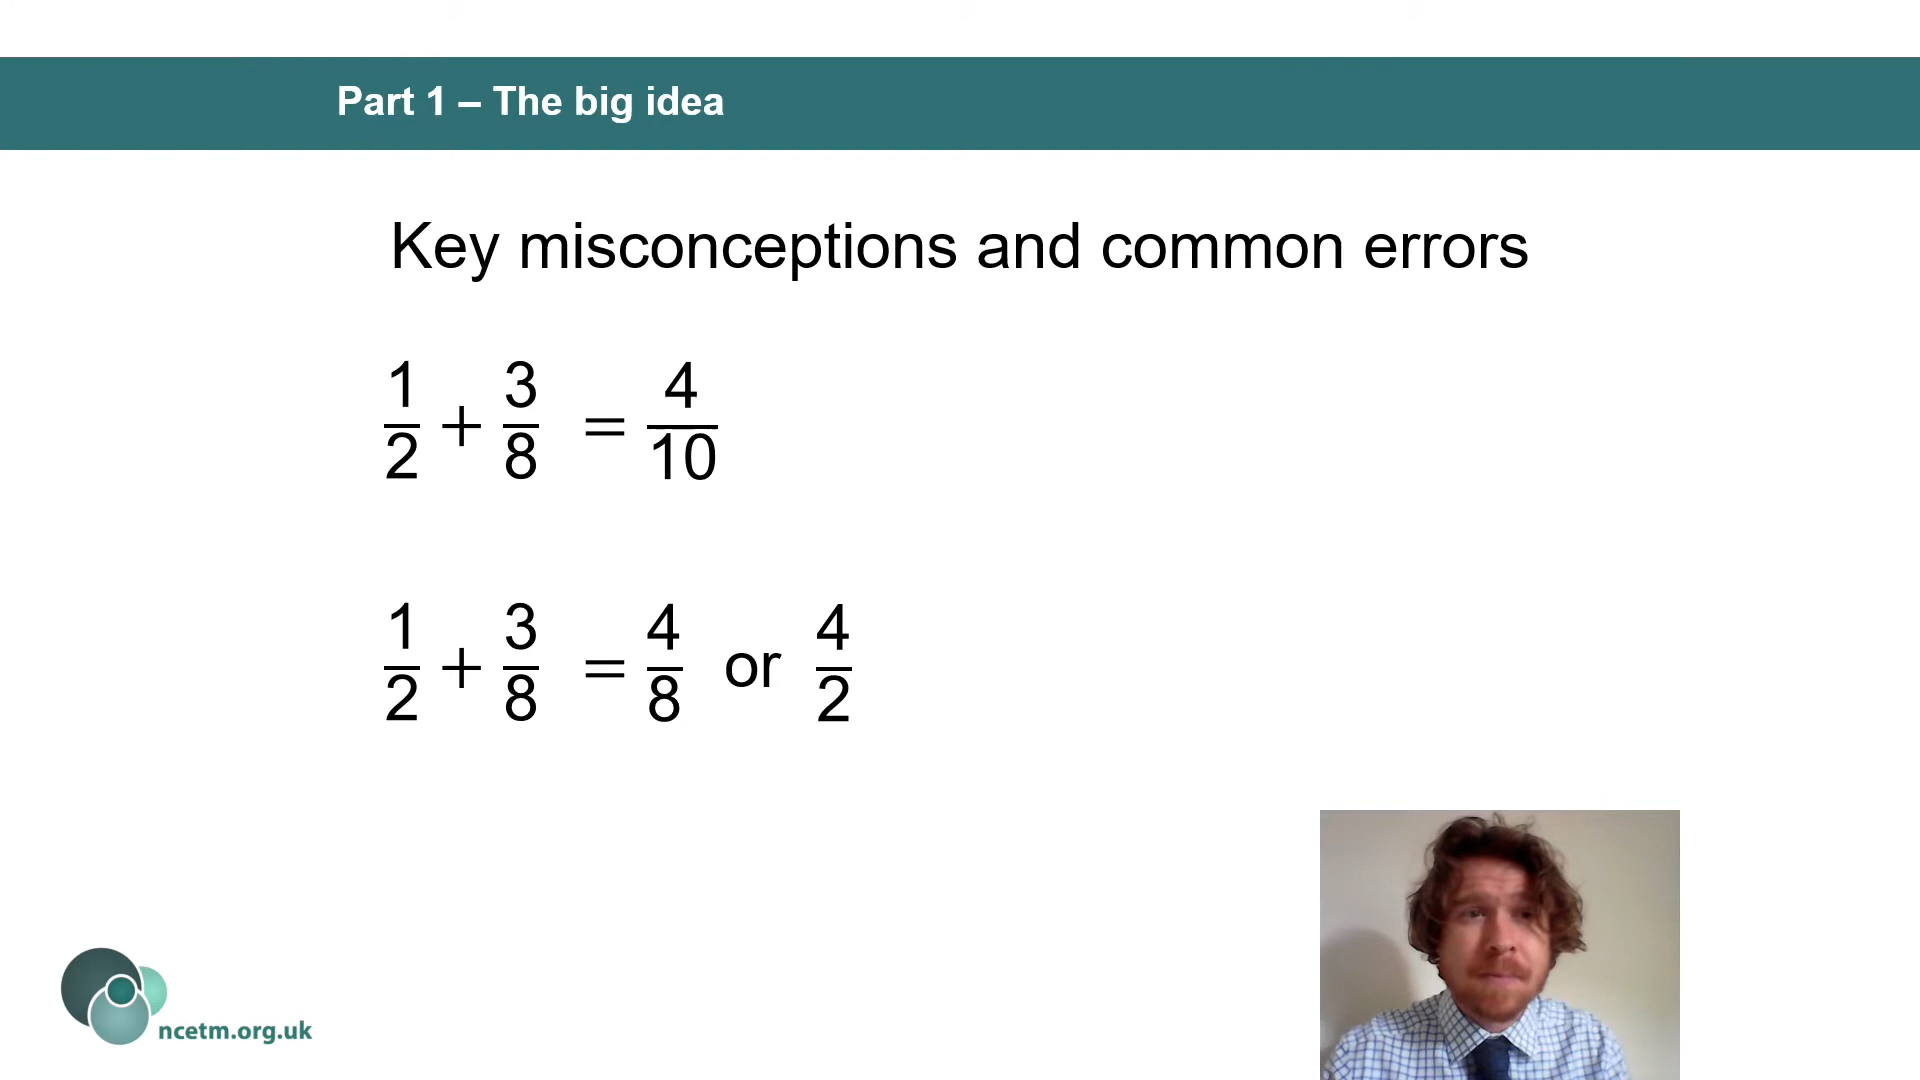 Part 1 – The big idea
Key misconceptions and common errors
1/2 + 3/8 = 4/10
1/2 + 3/8 = 4/8 or 4/2
ncetm.org.uk